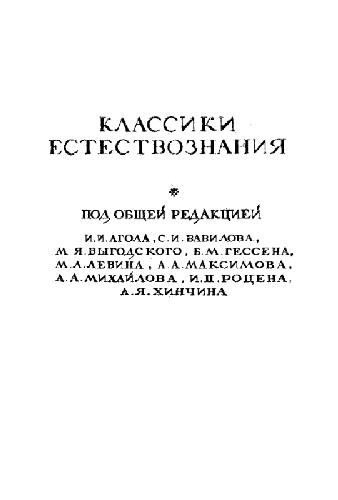 КЛАССИКИ
ЕСТЕСТВОЗНАНИЯ
*
ПОД ОБЩЕЙ РЕДАКЦИЕЙ
И.И.АГОЛА, С.И.ВАВИЛОВА,
М.Я.ВЫГОДСКОГО, Б.М.ГЕССЕНА,
М.Л.ЛЕВИНА, А.А.МАКСИМОВА,
А.А.МИХАЙЛОВА, И.П.РОЦЕНА,
А.Я.ХИНЧИНА